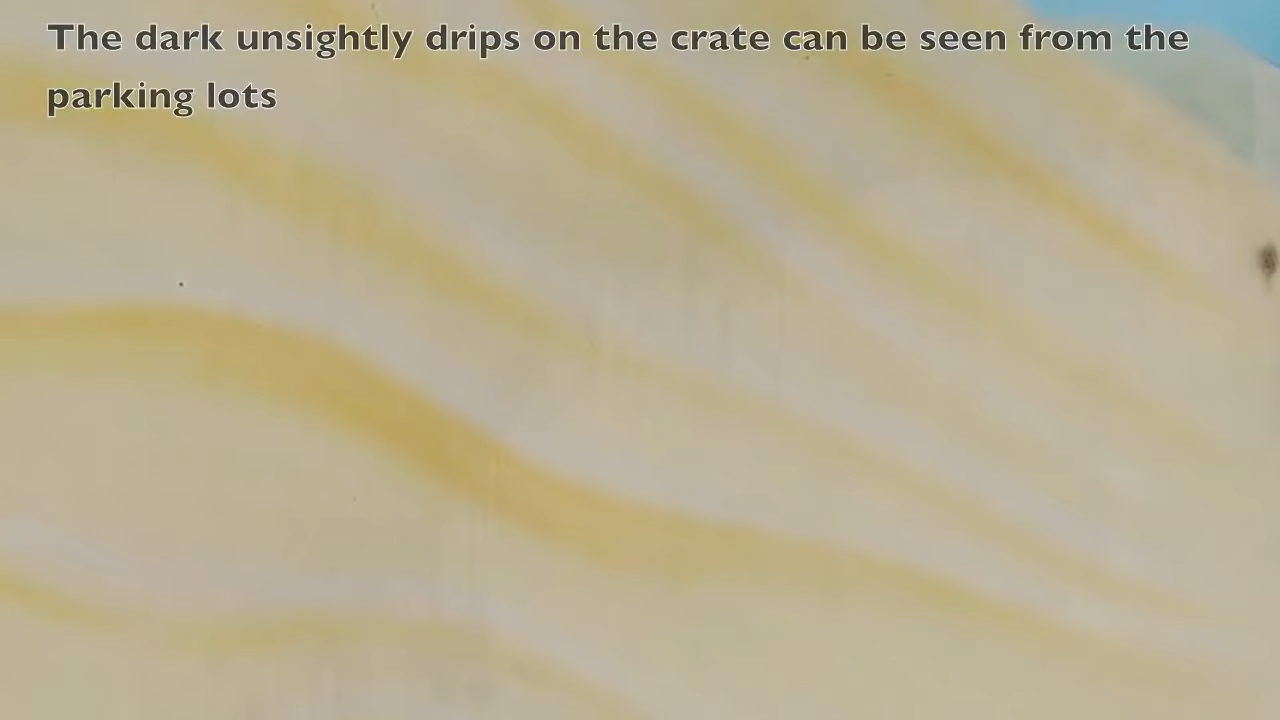 The dark unsightly drips on the crate can be seen from the
parking lots